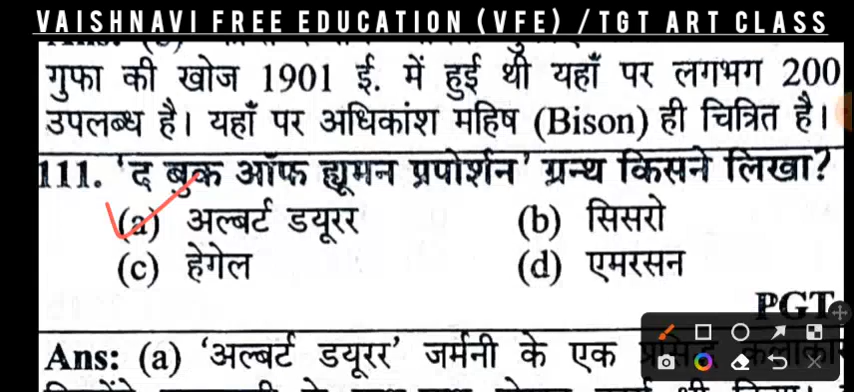 VAISHNAVI FREE EDUCATION (VFE) / TGT ART CLASS
गुफा की खोज 1901 ई. में हुई थी यहाँ पर लगभग 200
उपलब्ध है। यहाँ पर अधिकांश महिष (Bison) ही चित्रित है।
111. 'द बुक ऑफ ह्यूमन प्रपोर्शन' ग्रन्थ किसने लिखा?
(a) अल्बर्ट डयूरर (b) सिसरो
(c) हेगेल (d) एमरसन
PGT
Ans: (a) 'अल्बर्ट डयूरर' जर्मनी के एक